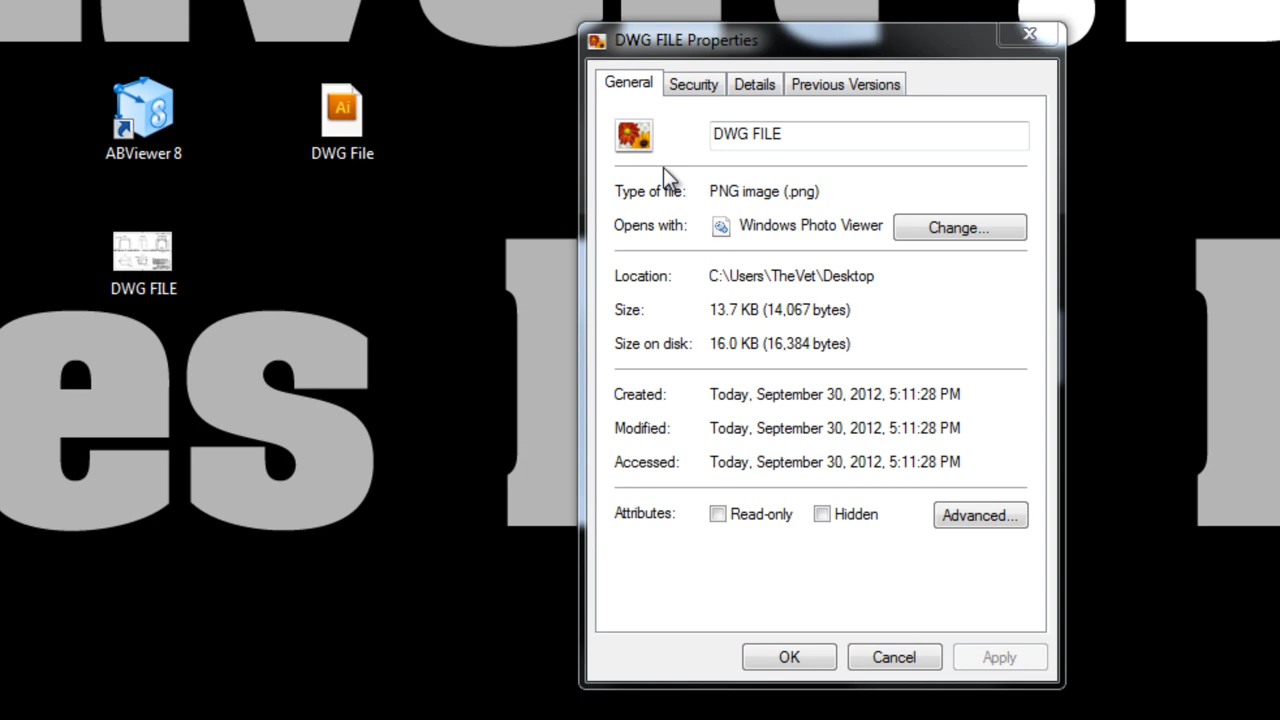 DWG FILE Properties
General
Security
Details
Previous Versions
ABViewer 8
Ai
DWG File
DWG FILE
DWG FILE
Type of file: PNG image (.png)
Opens with: Windows Photo Viewer Change...
Location: C:\Users\TheVet\Desktop
Size: 13.7 KB (14,067 bytes)
Size on disk: 16.0 KB (16,384 bytes)
Created: Today, September 30, 2012, 5:11:28 PM
Modified: Today, September 30, 2012, 5:11:28 PM
Accessed: Today, September 30, 2012, 5:11:28 PM
Attributes: Read-only Hidden Advanced...
OK Cancel Apply
es